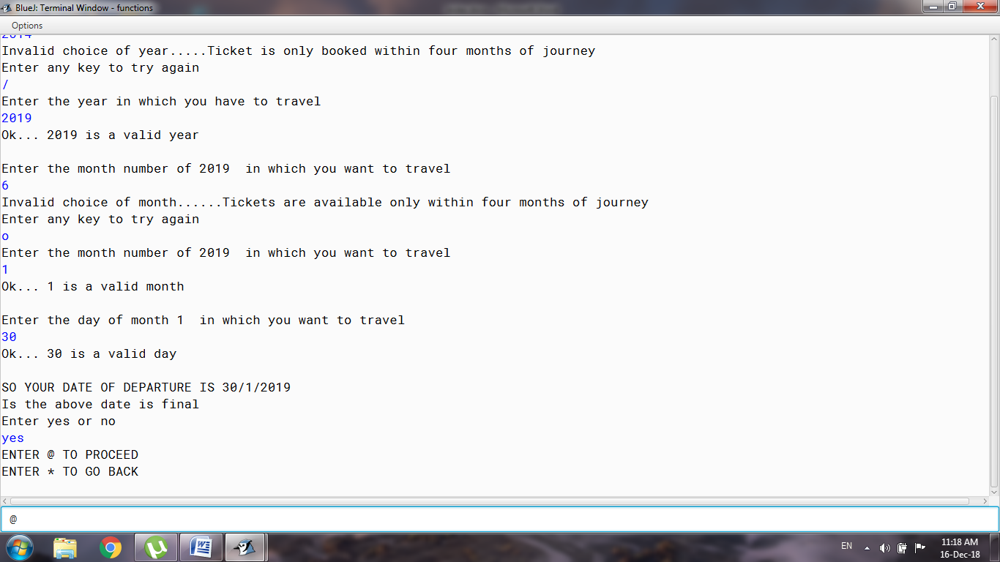 BlueJ: Terminal Window - functions
Options
2014
Invalid choice of year.....Ticket is only booked within four months of journey
Enter any key to try again
/
Enter the year in which you have to travel
2019
Ok... 2019 is a valid year
Enter the month number of 2019  in which you want to travel
6
Invalid choice of month......Tickets are available only within four months of journey
Enter any key to try again
o
Enter the month number of 2019  in which you want to travel
1
Ok... 1 is a valid month
Enter the day of month 1  in which you want to travel
30
Ok... 30 is a valid day
SO YOUR DATE OF DEPARTURE IS 30/1/2019
Is the above date is final
Enter yes or no
yes
ENTER @ TO PROCEED
ENTER * TO GO BACK
@
EN
11:18 AM
16-Dec-18